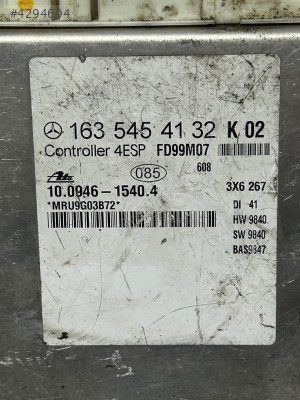 #4294604
163 545 41 32 K 02
Controller 4ESP FD99M07
085 608
Ate
10.0946-1540.4 3X6 267
*MRU9G03B72* DI 41
HW 9840
SW 9840
BAS9847